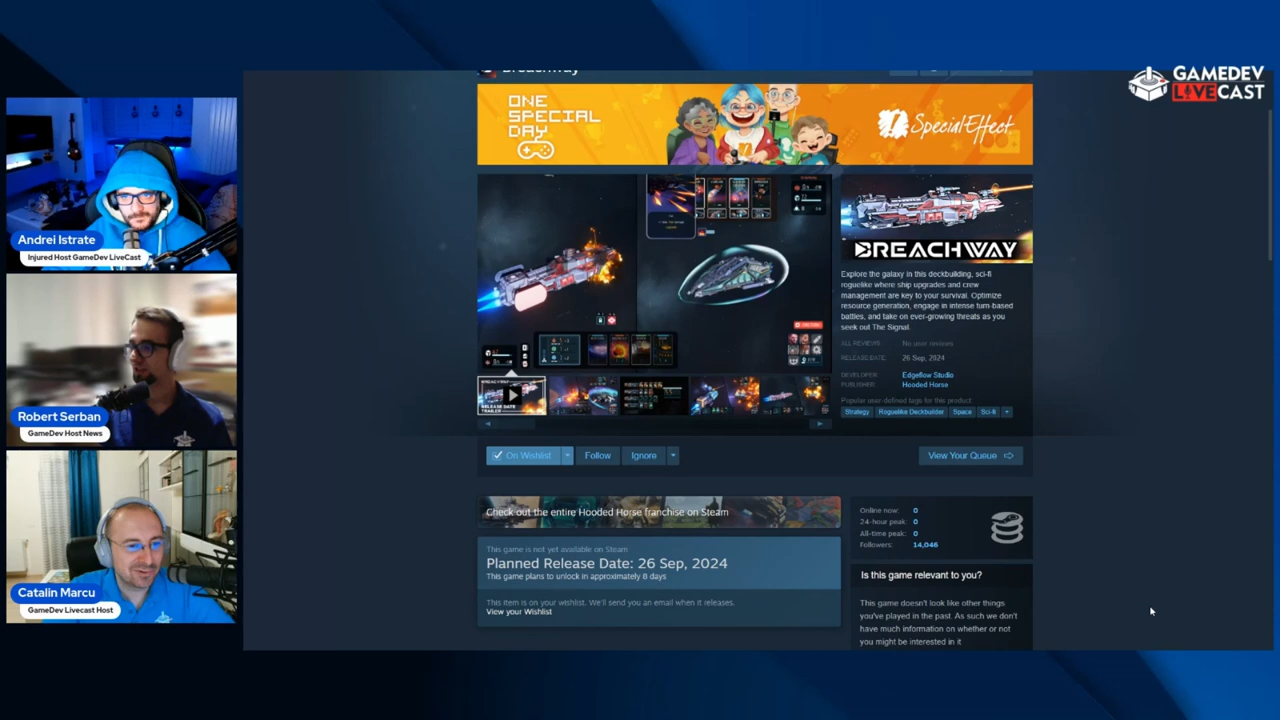 GAMEDEV
LIVECAST
Andrei Istrate
Injured Host GameDev LiveCast
Robert Serban
GameDev Host News
Catalin Marcu
GameDev Livecast Host
Breachway
ONE
SPECIAL
DAY
SpecialEffect
BREACHWAY
Explore the galaxy in this deckbuilding, sci-fi
roguelike where ship upgrades and crew
management are key to your survival. Optimize
resource generation, engage in intense turn-based
battles, and take on ever-growing threats as you
seek out The Signal.
ALL REVIEWS: No user reviews
RELEASE DATE: 26 Sep, 2024
DEVELOPER: Edgeflow Studio
PUBLISHER: Hooded Horse
Popular user-defined tags for this product:
Strategy Roguelike Deckbuilder Space Sci-fi +
BREACHWAY
RELEASE DATE
TRAILER
On Wishlist Follow Ignore View Your Queue
Check out the entire Hooded Horse franchise on Steam
This game is not yet available on Steam
Planned Release Date: 26 Sep, 2024
This game plans to unlock in approximately 8 days
This item is on your wishlist. We'll send you an email when it releases.
View your Wishlist
Online now: 0
24-hour peak: 0
All-time peak: 0
Followers: 14,046
Is this game relevant to you?
This game doesn't look like other things
you've played in the past. As such we don't
have much information on whether or not
you might be interested in it